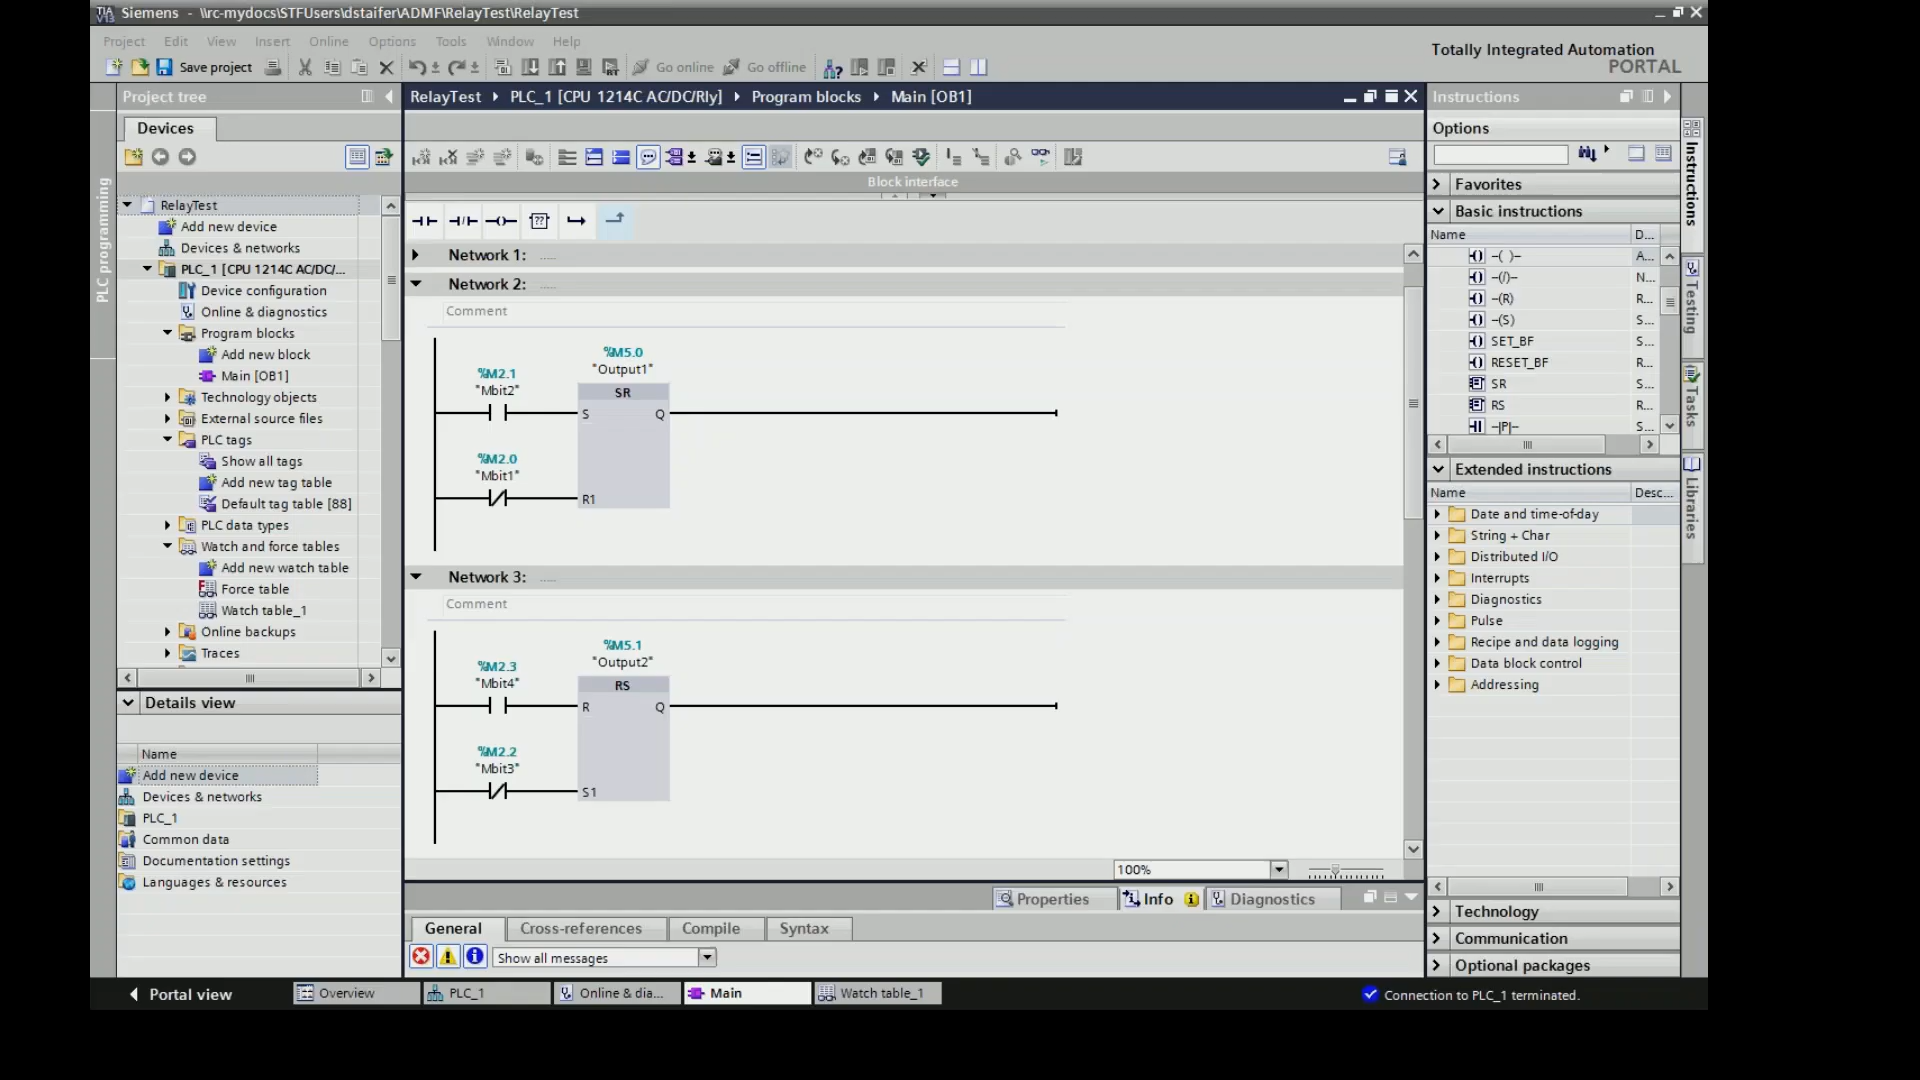 TIA V13 Siemens - \\rc-mydocs\STFUsers\dstaifer\ADMF\RelayTest\RelayTest
Project Edit View Insert Online Options Tools Window Help
Totally Integrated Automation
PORTAL
Save project Go online Go offline
Project tree
RelayTest PLC_1 [CPU 1214C AC/DC/Rly] Program blocks Main [OB1]
Instructions
Devices
Options
Block interface
PLC programming
RelayTest
Add new device
Devices & networks
PLC_1 [CPU 1214C AC/DC/...
Device configuration
Online & diagnostics
Program blocks
Add new block
Main [OB1]
Technology objects
External source files
PLC tags
Show all tags
Add new tag table
Default tag table [88]
PLC data types
Watch and force tables
Add new watch table
Force table
Watch table_1
Online backups
Traces
Details view
Name
Add new device
Devices & networks
PLC_1
Common data
Documentation settings
Languages & resources
??
Network 1: .....
Network 2: .....
Comment
%M5.0
"Output1"
%M2.1
"Mbit2"
SR
S Q
%M2.0
"Mbit1"
R1
Network 3: .....
Comment
%M5.1
"Output2"
%M2.3
"Mbit4"
RS
R Q
%M2.2
"Mbit3"
S1
100%
Properties Info Diagnostics
General Cross-references Compile Syntax
Show all messages
Favorites
Basic instructions
Name D...
-( )- A...
-(/)- N...
-(R) R...
-(S) S...
SET_BF S...
RESET_BF R...
SR S...
RS R...
-|P|- S...
Extended instructions
Name Desc...
Date and time-of-day
String + Char
Distributed I/O
Interrupts
Diagnostics
Pulse
Recipe and data logging
Data block control
Addressing
Technology
Communication
Optional packages
Instructions
Testing
Tasks
Libraries
Portal view Overview PLC_1 Online & dia... Main Watch table_1 Connection to PLC_1 terminated.